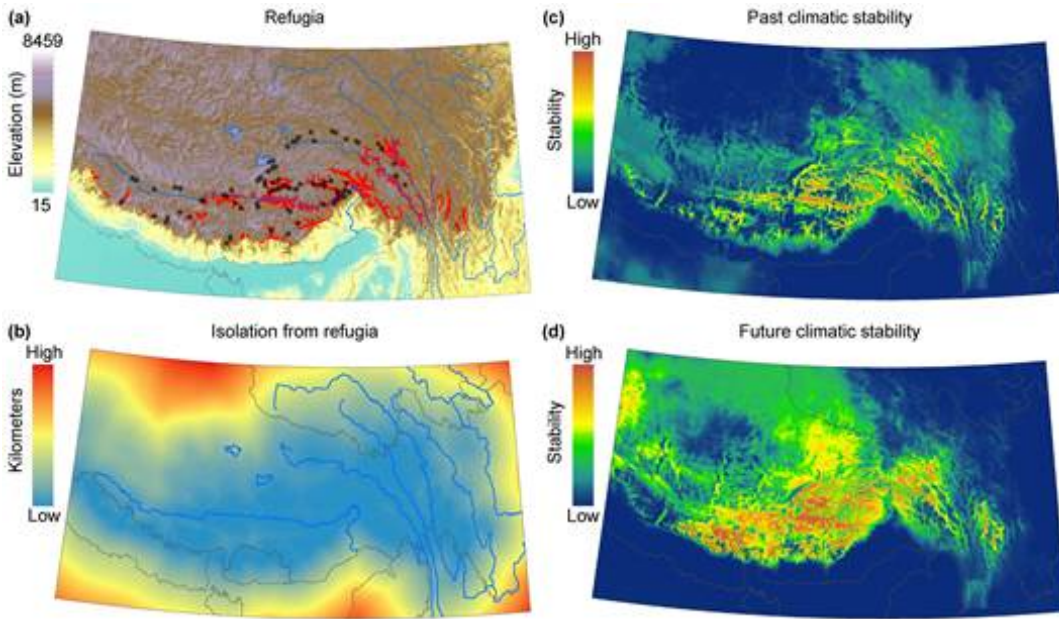 (a) Refugia
8459
Elevation (m)
15
(b) Isolation from refugia
High
Kilometers
Low
(c) Past climatic stability
High
Stability
Low
(d) Future climatic stability
High
Stability
Low